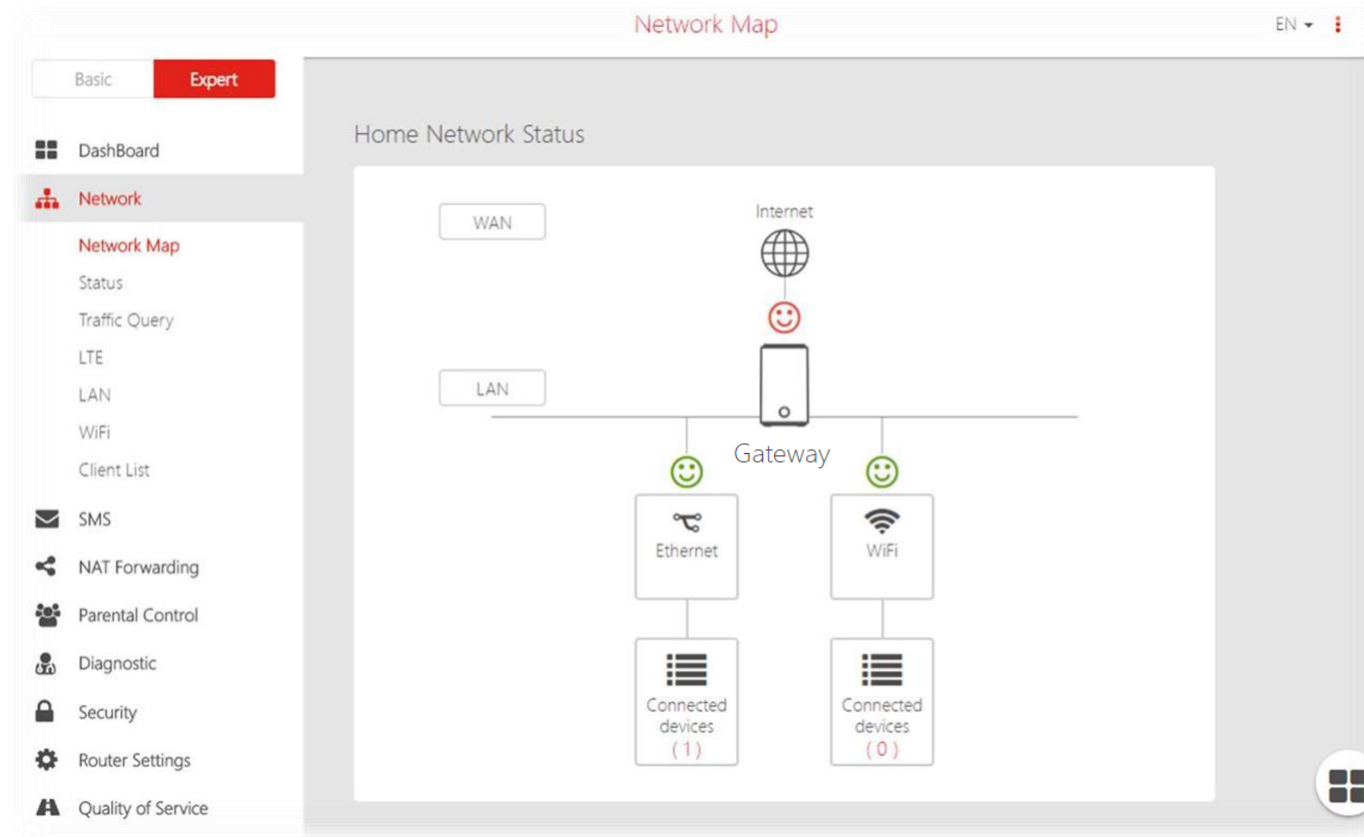 Network Map
EN
Basic
Expert
DashBoard
Network
Network Map
Status
Traffic Query
LTE
LAN
WiFi
Client List
SMS
NAT Forwarding
Parental Control
Diagnostic
Security
Router Settings
Quality of Service
Home Network Status
WAN
Internet
LAN
Gateway
Ethernet
WiFi
Connected
devices
(1)
Connected
devices
(0)